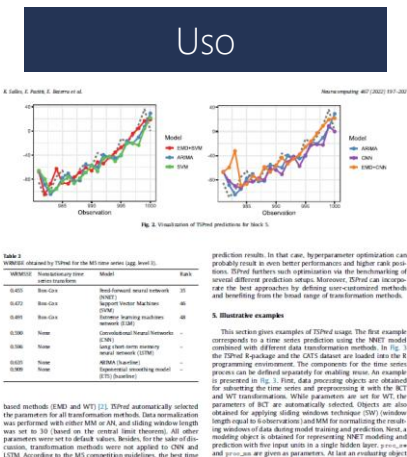 Uso
R. Salles, E. Pacitti, E. Bezerra et al.
Neurocomputing 467 (2022) 197–202
Model
EMD+SVM
ARIMA
SVM
Observation
Model
ARIMA
CNN
EMD+CNN
Observation
Fig. 2. Visualization of TSPred predictions for block 5.
Table 3
WRMSSE obtained by TSPred for the M5 time series (agg. level 3).
WRMSSE Nonstationary time series transform Model Rank
0.455 Box-Cox Feed-forward neural network (NNET) 35
0.472 Box-Cox Support Vector Machines (SVM) 46
0.491 Box-Cox Extreme learning machines network (ELM) 48
None Convolutional Neural Networks (CNN) –
None Long short-term memory neural network (LSTM) –
0.635 None ARIMA (baseline) –
None Exponential smoothing model (ETS) (baseline) –
based methods (EMD and WT) [2], TSPred automatically selected
the parameters for all transformation methods. Data normalization
was performed with either MM or AN, and sliding window length
was set to 30 (based on the central limit theorem). All other
parameters were set to default values. Besides, for the sake of dis-
cussion, transformation methods were not applied to CNN and
LSTM. According to the M5 competition guidelines, the best time
prediction results. In that case, hyperparameter optimization can
probably result in even better performances and higher rank posi-
tions. TSPred furthers such optimization via the benchmarking of
several different prediction setups. Moreover, TSPred can incorpo-
rate the best approaches by defining user-customized methods
and benefiting from the broad range of transformation methods.
5. Illustrative examples
This section gives examples of TSPred usage. The first example
corresponds to a time series prediction using the NNET model
combined with different data transformation methods. In Fig. 3
the TSPred R-package and the CATS dataset are loaded into the R
programming environment. The components for the time series
process can be defined separately for enabling reuse. An example
is presented in Fig. 3. First, data processing objects are obtained
for subsetting the time series and preprocessing it with the BCT
and WT transformations. While parameters are set for WT, the
parameters of BCT are automatically selected. Objects are also
obtained for applying sliding windows technique (SW) (window
length equal to 6 observations) and MM for normalizing the result-
ing windows of data during model training and prediction. Next, a
modeling object is obtained for representing NNET modeling and
prediction with five input units in a single hidden layer.
and are given as parameters. At last an evaluating object